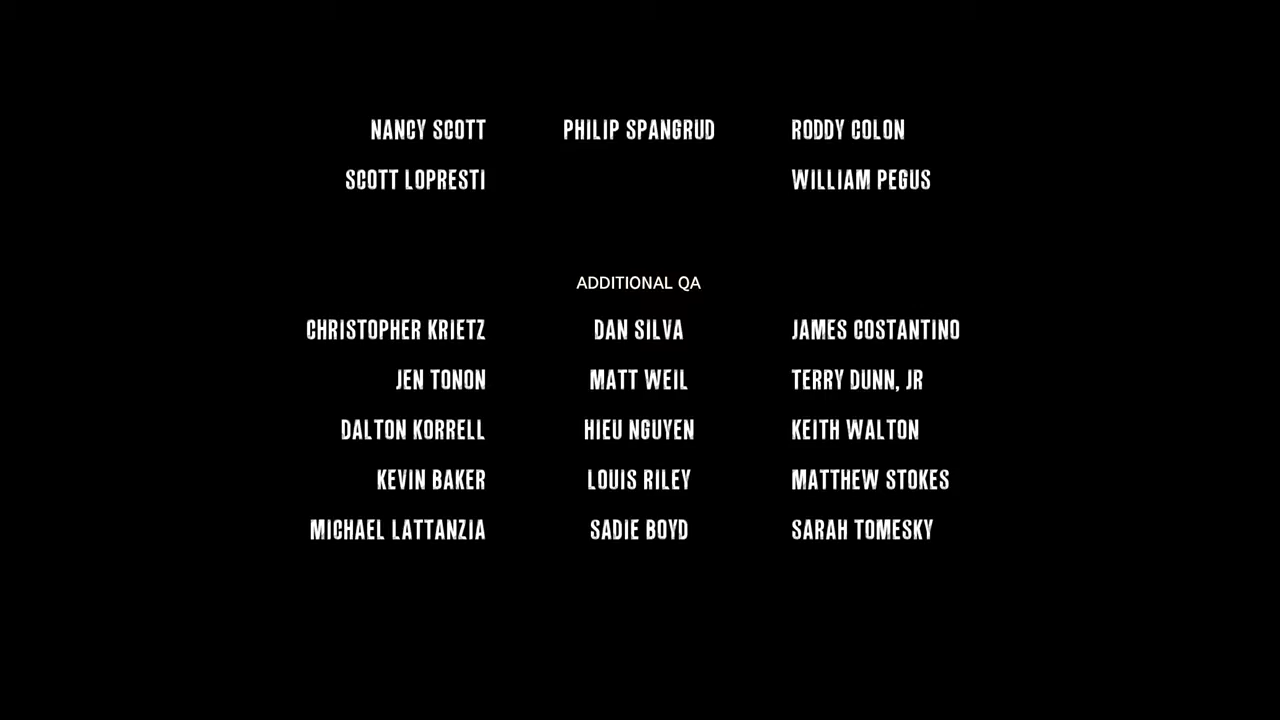 NANCY SCOTT PHILIP SPANGRUD RODDY COLON
SCOTT LOPRESTI WILLIAM PEGUS
ADDITIONAL QA
CHRISTOPHER KRIETZ DAN SILVA JAMES COSTANTINO
JEN TONON MATT WEIL TERRY DUNN, JR
DALTON KORRELL HIEU NGUYEN KEITH WALTON
KEVIN BAKER LOUIS RILEY MATTHEW STOKES
MICHAEL LATTANZIA SADIE BOYD SARAH TOMESKY